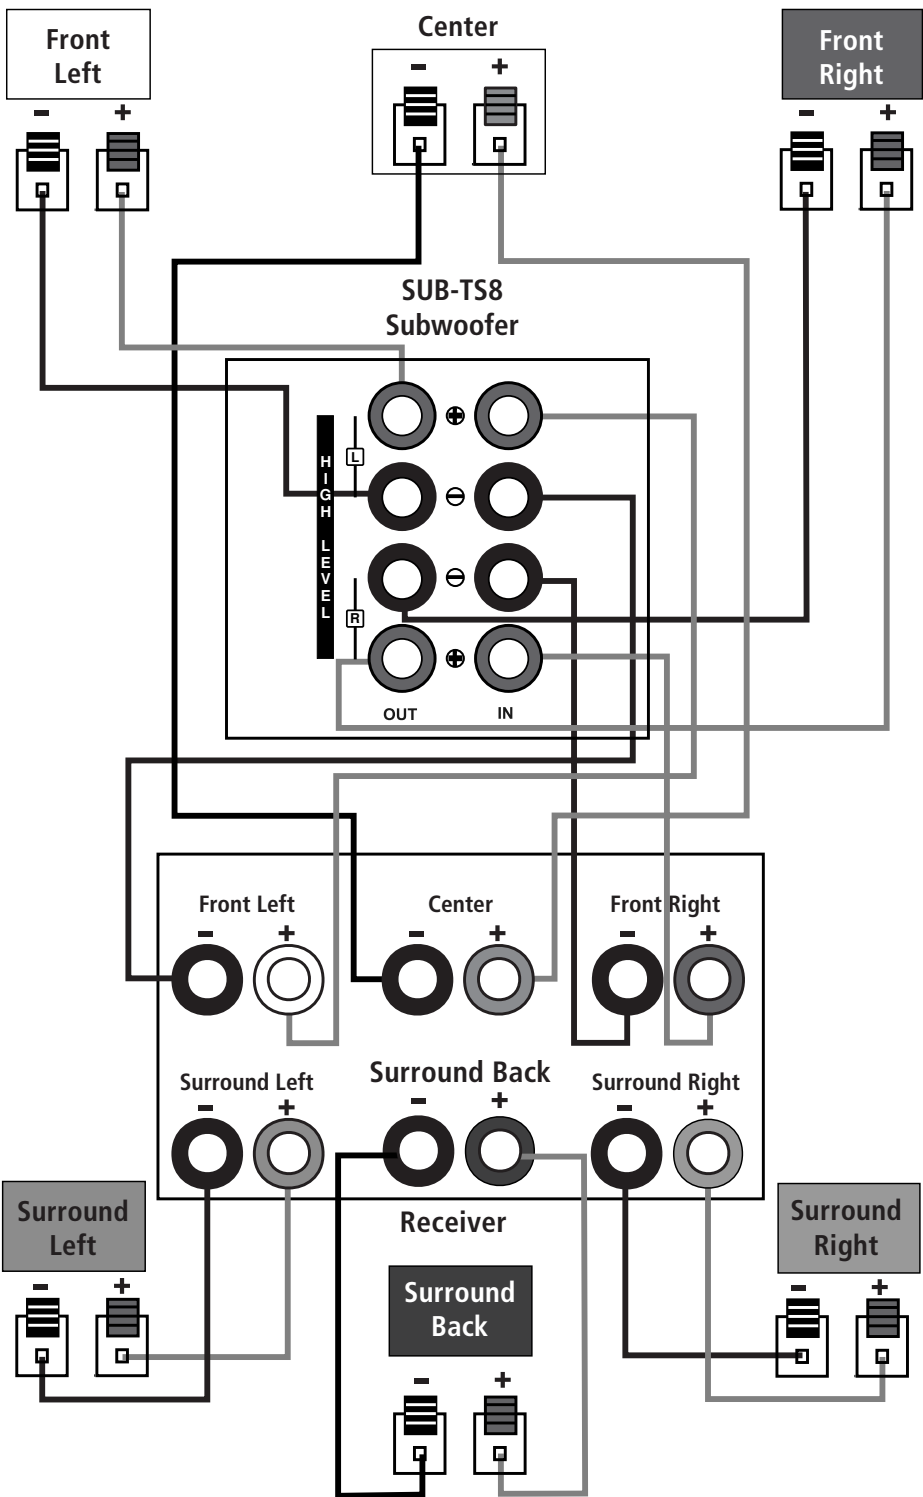 Front
Left
Center
Front
Right
- +
- +
- +
SUB-TS8
Subwoofer
HIGH LEVEL
L
R
+
-
-
+
OUT IN
Front Left Center Front Right
- + - + - +
Surround Left Surround Back Surround Right
- + - + - +
Receiver
Surround
Left
- +
Surround
Back
- +
Surround
Right
- +